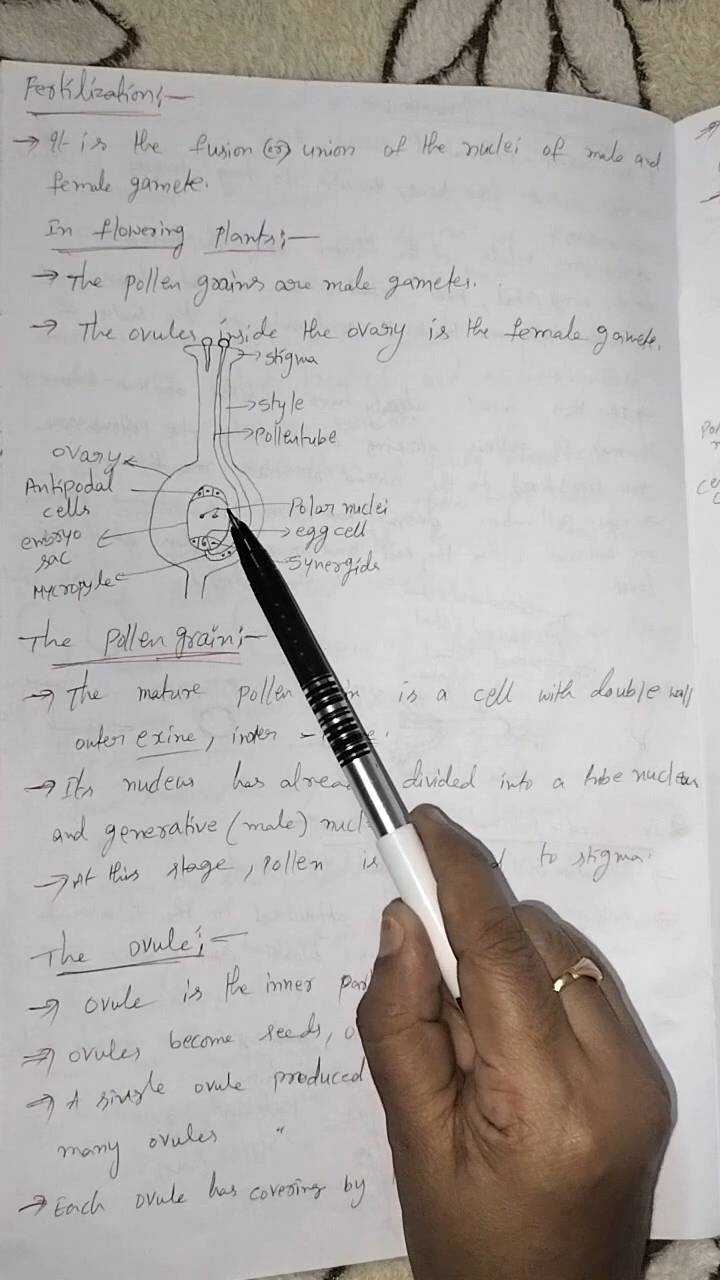 Fertilization:-
→ It is the fusion (or) union of the nuclei of male and
female gamete.
In flowering plants:-
→ The pollen grains are male gametes.
→ The ovules inside the ovary is the female gamete.
→ stigma
→ style
→ Pollentube
ovary
Antipodal
cells
Polar nuclei
→ egg cell
embryo
sac
Synergids
Mycropyle
The Pollen grain:-
→ The mature pollen is a cell with double wall
outer exine, inner
→ Its nucleus has divided into a tube nucleus
and generative (male)
→ At this stage, Pollen is to stigma.
The ovule:-
→ Ovule is the inner
⇒ ovules become seeds,
→ A single ovule produced
many ovules "
→ Each ovule has covering by